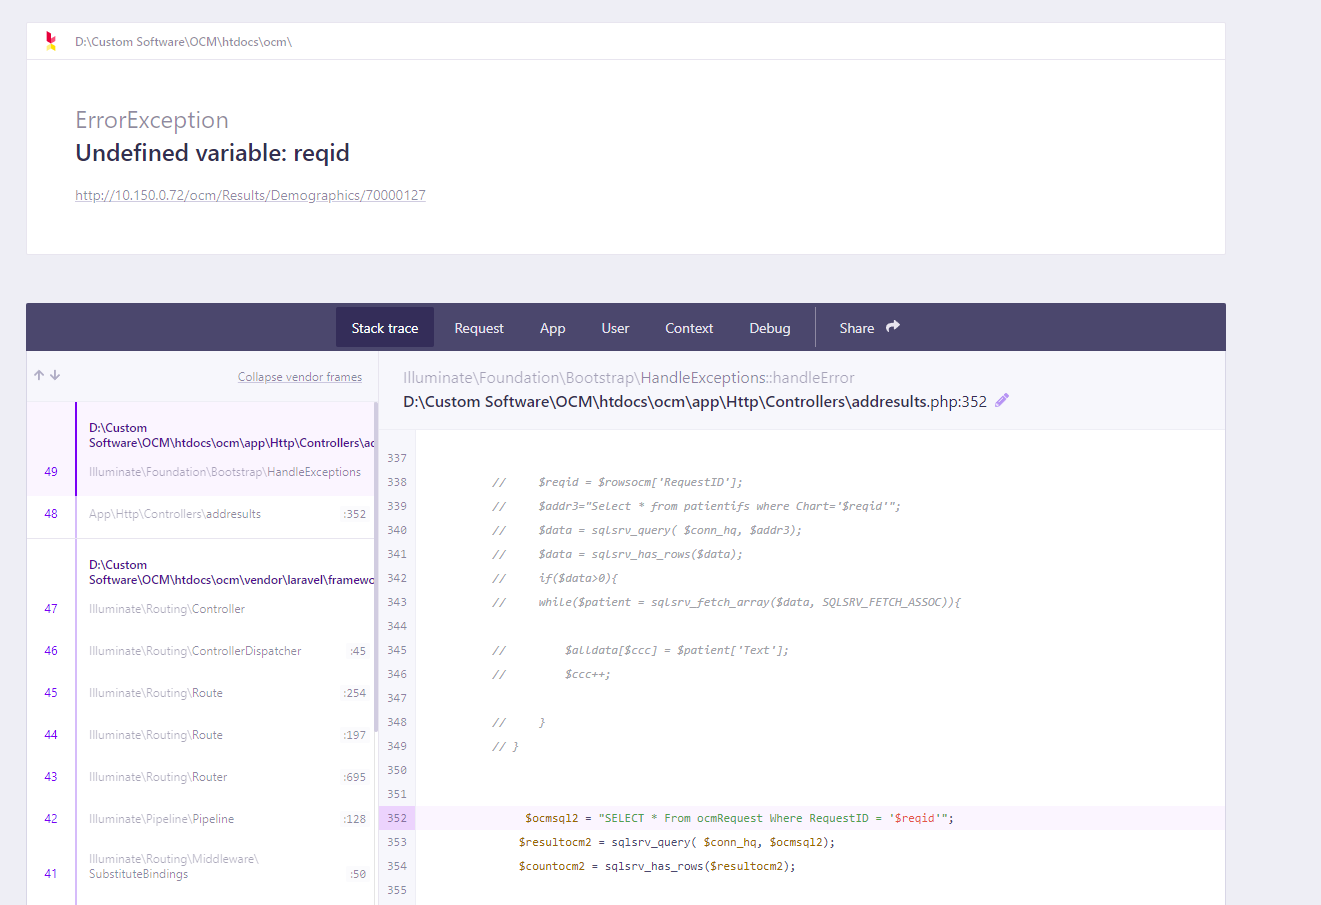 D:\Custom Software\OCM\htdocs\ocm\
ErrorException
Undefined variable: reqid
http://10.150.0.72/ocm/Results/Demographics/70000127
Stack trace
Request
App
User
Context
Debug
Share
Collapse vendor frames
D:\Custom
Software\OCM\htdocs\ocm\app\Http\Controllers\ad
49 Illuminate\Foundation\Bootstrap\HandleExceptions
48 App\Http\Controllers\addresults :352
D:\Custom
Software\OCM\htdocs\ocm\vendor\laravel\framewo
47 Illuminate\Routing\Controller
46 Illuminate\Routing\ControllerDispatcher :45
45 Illuminate\Routing\Route :254
44 Illuminate\Routing\Route :197
43 Illuminate\Routing\Router :695
42 Illuminate\Pipeline\Pipeline :128
Illuminate\Routing\Middleware\
41 SubstituteBindings :50
Illuminate\Foundation\Bootstrap\HandleExceptions::handleError
D:\Custom Software\OCM\htdocs\ocm\app\Http\Controllers\addresults.php:352
337
338 // $reqid = $rowsocm['RequestID'];
339 // $addr3="Select * from patientifs where Chart='$reqid'";
340 // $data = sqlsrv_query( $conn_hq, $addr3);
341 // $data = sqlsrv_has_rows($data);
342 // if($data>0){
343 // while($patient = sqlsrv_fetch_array($data, SQLSRV_FETCH_ASSOC)){
344
345 // $alldata[$ccc] = $patient['Text'];
346 // $ccc++;
347
348 // }
349 // }
350
351
352 $ocmsql2 = "SELECT * From ocmRequest Where RequestID = '$reqid'";
353 $resultocm2 = sqlsrv_query( $conn_hq, $ocmsql2);
354 $countocm2 = sqlsrv_has_rows($resultocm2);
355